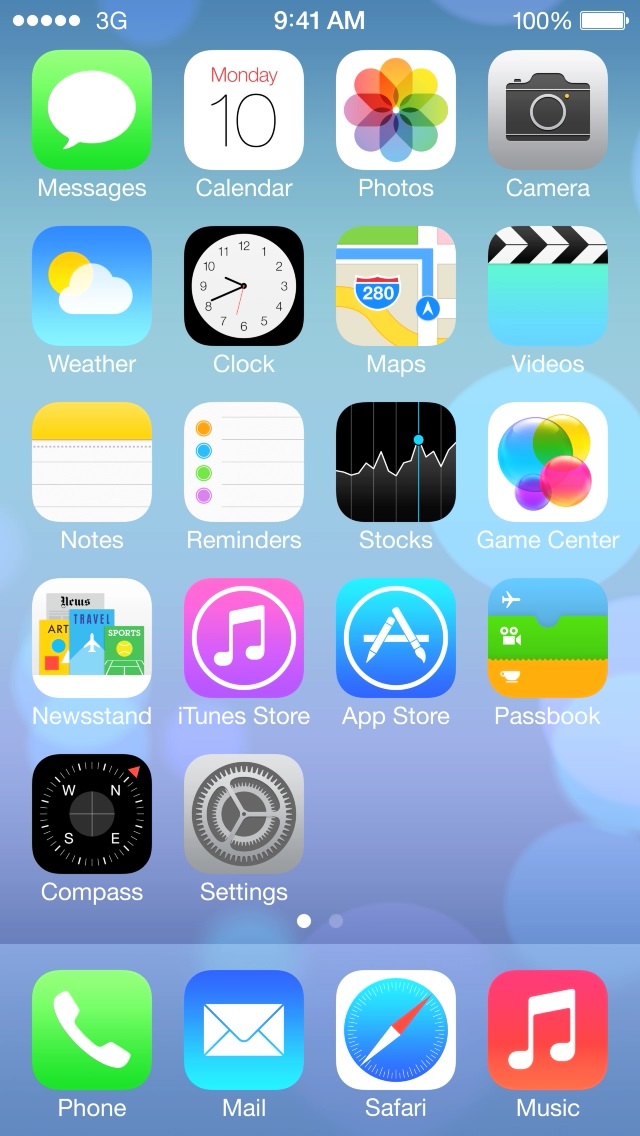 3G 9:41 AM 100%
Monday
10
Messages Calendar Photos Camera
12
11 1
10 2
9 3
8 4
7 5
6
280
Weather Clock Maps Videos
Notes Reminders Stocks Game Center
News
TRAVEL
ART
SPORTS
Newsstand iTunes Store App Store Passbook
W N
S E
Compass Settings
Phone Mail Safari Music